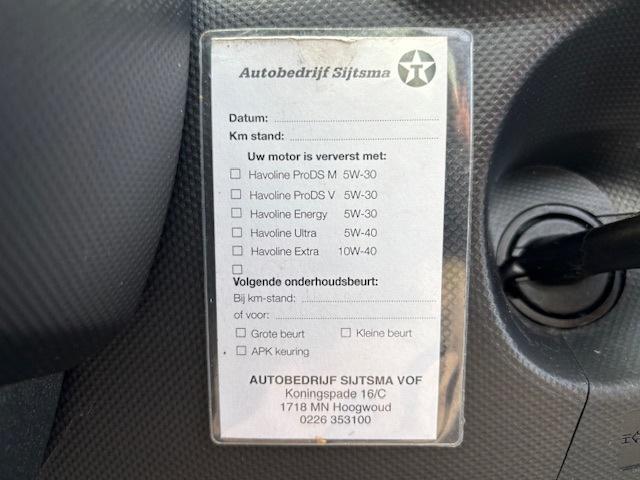 Autobedrijf Sijtsma T
Datum:
Km stand:
Uw motor is ververst met:
Havoline ProDS M 5W-30
Havoline ProDS V 5W-30
Havoline Energy 5W-30
Havoline Ultra 5W-40
Havoline Extra 10W-40
Volgende onderhoudsbeurt:
Bij km-stand:
of voor:
Grote beurt Kleine beurt
APK keuring
AUTOBEDRIJF SIJTSMA VOF
Koningspade 16/C
1718 MN Hoogwoud
0226 353100